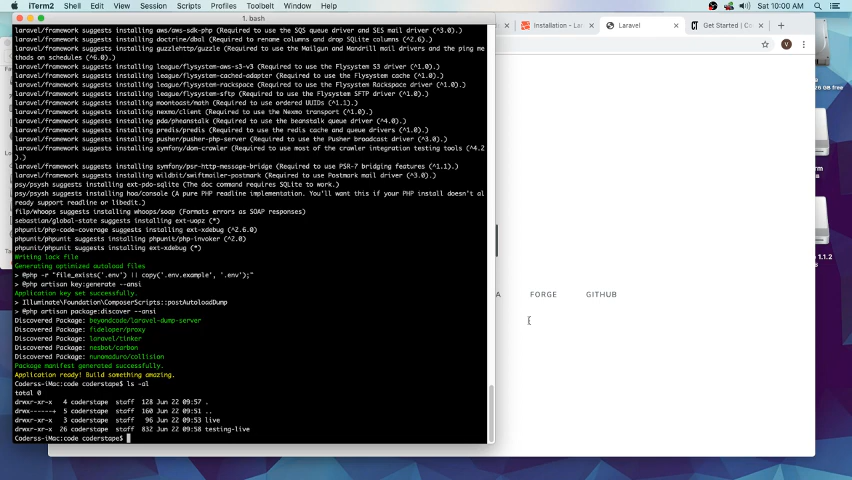 iTerm2 Shell Edit View Session Scripts Profiles Toolbelt Window Help Sat 10:00 AM
1. bash
Installation - Lar Laravel Get Started | Co
laravel/framework suggests installing aws/aws-sdk-php (Required to use the SQS queue driver and SES mail driver (^3.0).)
laravel/framework suggests installing doctrine/dbal (Required to rename columns and drop SQLite columns (^2.6).)
laravel/framework suggests installing guzzlehttp/guzzle (Required to use the Mailgun and Mandrill mail drivers and the ping me
thods on schedules (^6.0).)
laravel/framework suggests installing league/flysystem-aws-s3-v3 (Required to use the Flysystem S3 driver (^1.0).)
laravel/framework suggests installing league/flysystem-cached-adapter (Required to use the Flysystem cache (^1.0).)
laravel/framework suggests installing league/flysystem-rackspace (Required to use the Flysystem Rackspace driver (^1.0).)
laravel/framework suggests installing league/flysystem-sftp (Required to use the Flysystem SFTP driver (^1.0).)
laravel/framework suggests installing moontoast/math (Required to use ordered UUIDs (^1.1).)
laravel/framework suggests installing nexmo/client (Required to use the Nexmo transport (^1.0).)
laravel/framework suggests installing pda/pheanstalk (Required to use the beanstalk queue driver (^4.0).)
laravel/framework suggests installing predis/predis (Required to use the redis cache and queue drivers (^1.0).)
laravel/framework suggests installing pusher/pusher-php-server (Required to use the Pusher broadcast driver (^3.0).)
laravel/framework suggests installing symfony/dom-crawler (Required to use most of the crawler integration testing tools (^4.2
).)
laravel/framework suggests installing symfony/psr-http-message-bridge (Required to use PSR-7 bridging features (^1.1).)
laravel/framework suggests installing wildbit/swiftmailer-postmark (Required to use Postmark mail driver (^3.0).)
psy/psysh suggests installing ext-pdo-sqlite (The doc command requires SQLite to work.)
psy/psysh suggests installing hoa/console (A pure PHP readline implementation. You'll want this if your PHP install doesn't al
ready support readline or libedit.)
filp/whoops suggests installing whoops/soap (Formats errors as SOAP responses)
sebastian/global-state suggests installing ext-uopz (*)
phpunit/php-code-coverage suggests installing ext-xdebug (^2.6.0)
phpunit/phpunit suggests installing phpunit/php-invoker (^2.0)
phpunit/phpunit suggests installing ext-xdebug (*)
Writing lock file
Generating optimized autoload files
> @php -r "file_exists('.env') || copy('.env.example', '.env');"
> @php artisan key:generate --ansi
Application key set successfully.
> Illuminate\Foundation\ComposerScripts::postAutoloadDump
> @php artisan package:discover --ansi
Discovered Package: beyondcode/laravel-dump-server
Discovered Package: fideloper/proxy
Discovered Package: laravel/tinker
Discovered Package: nesbot/carbon
Discovered Package: nunomaduro/collision
Package manifest generated successfully.
Application ready! Build something amazing.
Coderss-iMac:code coderstape$ ls -al
total 0
drwxr-xr-x 4 coderstape staff 128 Jun 22 09:57 .
drwx------+ 5 coderstape staff 160 Jun 22 09:51 ..
drwxr-xr-x 3 coderstape staff 96 Jun 22 09:53 live
drwxr-xr-x 26 coderstape staff 832 Jun 22 09:58 testing-live
Coderss-iMac:code coderstape$
A FORGE GITHUB
V
26 GB free
1.1.2